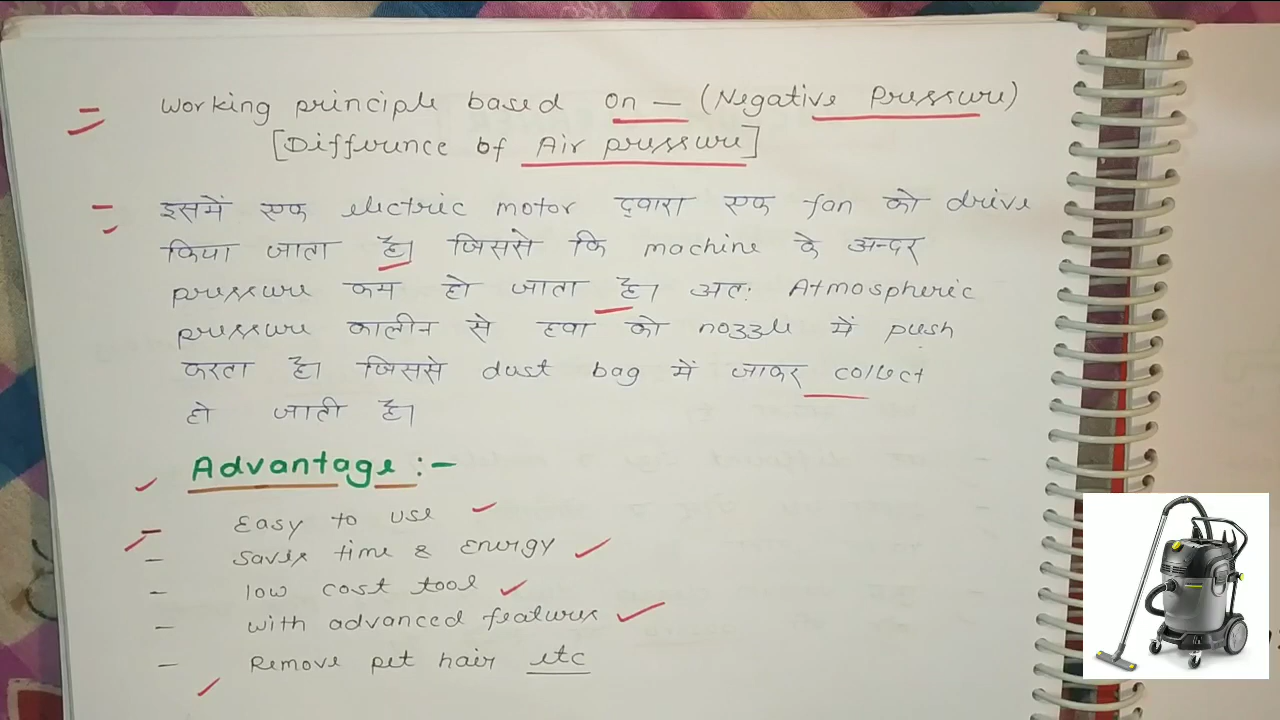 Working principle based on — (Negative Pressure)
[Difference of Air pressure]
इसमें एक electric motor द्वारा एक fan को drive
किया जाता है। जिससे कि machine के अन्दर
pressure कम हो जाता है। अतः Atmospheric
pressure कालीन से हवा को nozzle में push
करता है। जिससे dust bag में जाकर collect
हो जाती है।
Advantage :-
- Easy to use
- Saves time & Energy
- low cost tool
- with advanced features
- Remove pet hair etc